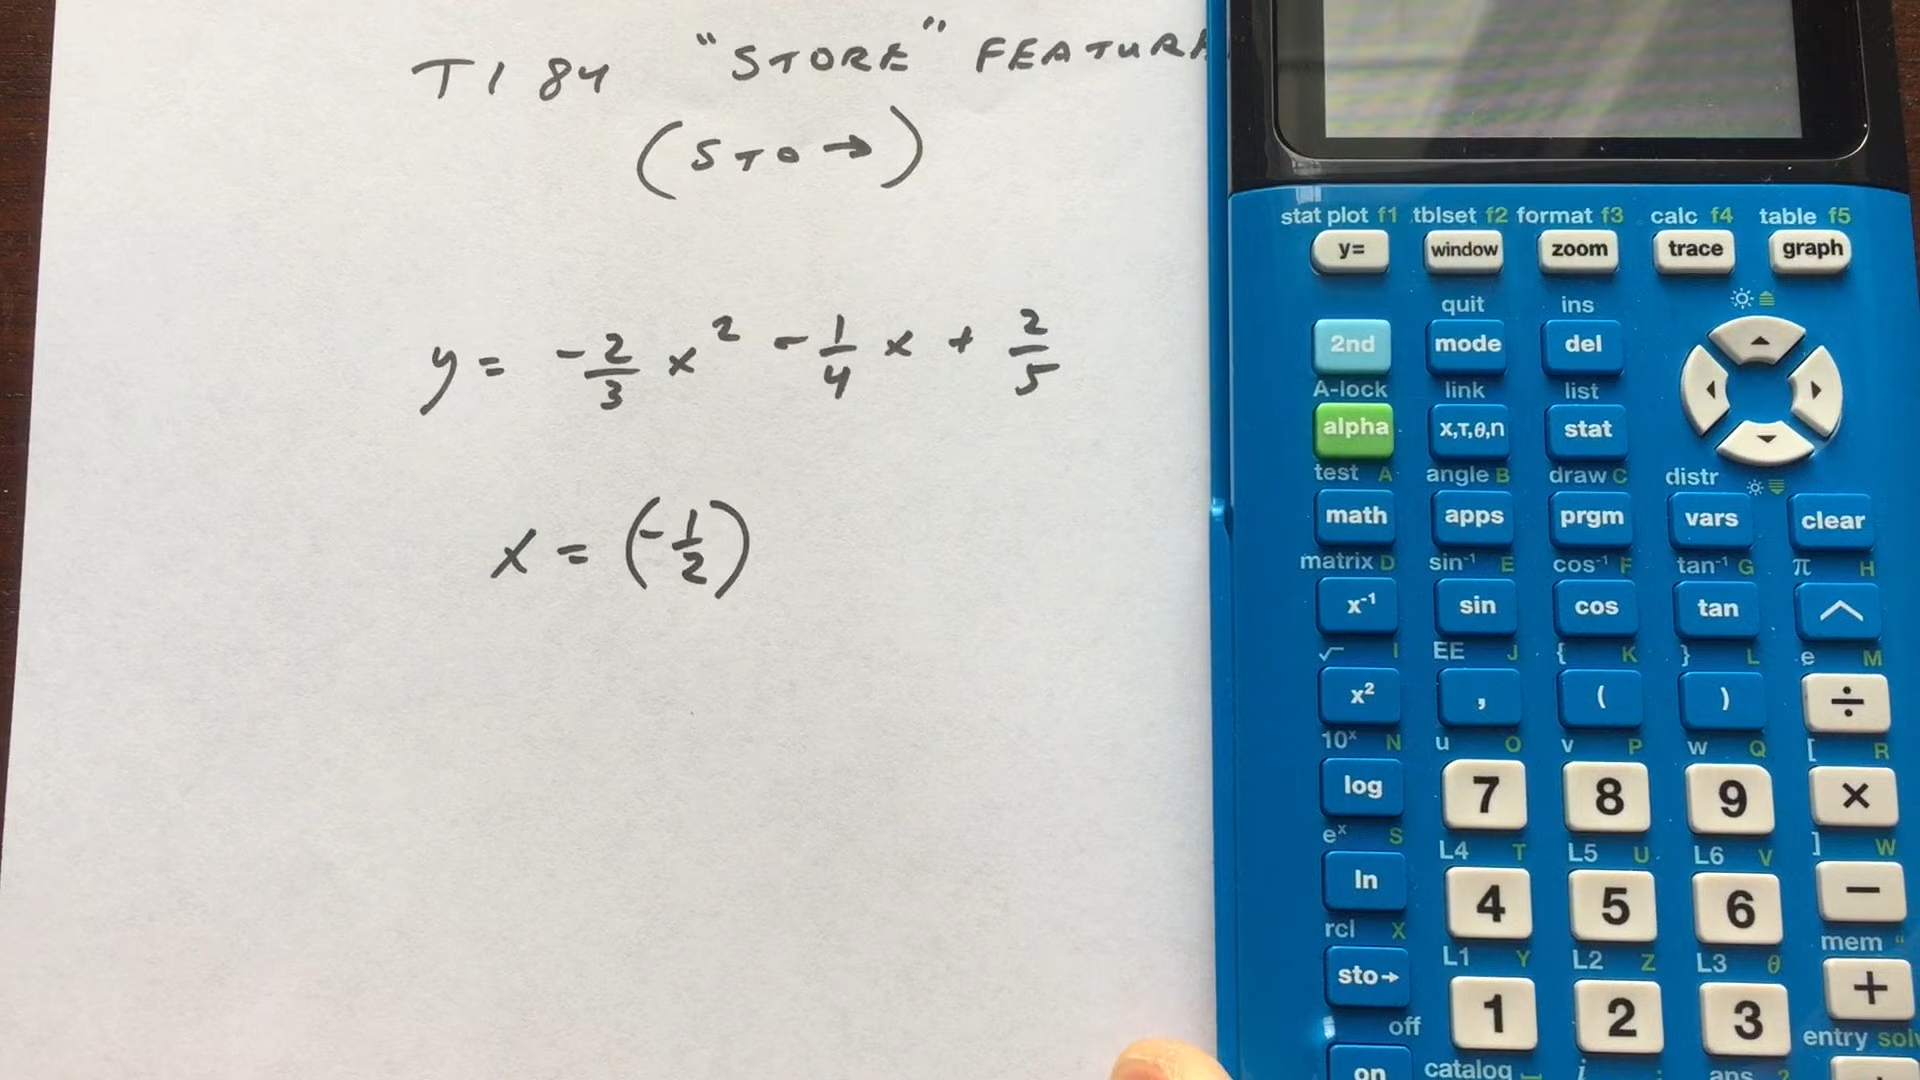 TI 84 "STORE" FEATUR
(STO→)
y = -2/3 x² - 1/4 x + 2/5
x = (-1/2)
stat plot f1 tblset f2 format f3 calc f4 table f5
y= window zoom trace graph
quit ins
2nd mode del
A-lock link list
alpha x,T,θ,n stat
test A angle B draw C distr
math apps prgm vars clear
matrix D sin⁻¹ E cos⁻¹ F tan⁻¹ G π H
x⁻¹ sin cos tan ^
√ I EE J { K } L e M
x² , ( ) ÷
10ˣ N u O v P w Q [ R
log 7 8 9 ×
eˣ S L4 T L5 U L6 V ] W
ln 4 5 6 −
rcl X L1 Y L2 Z L3 θ mem "
sto→ 1 2 3 +
off catalog i : ans ? entry solv
on